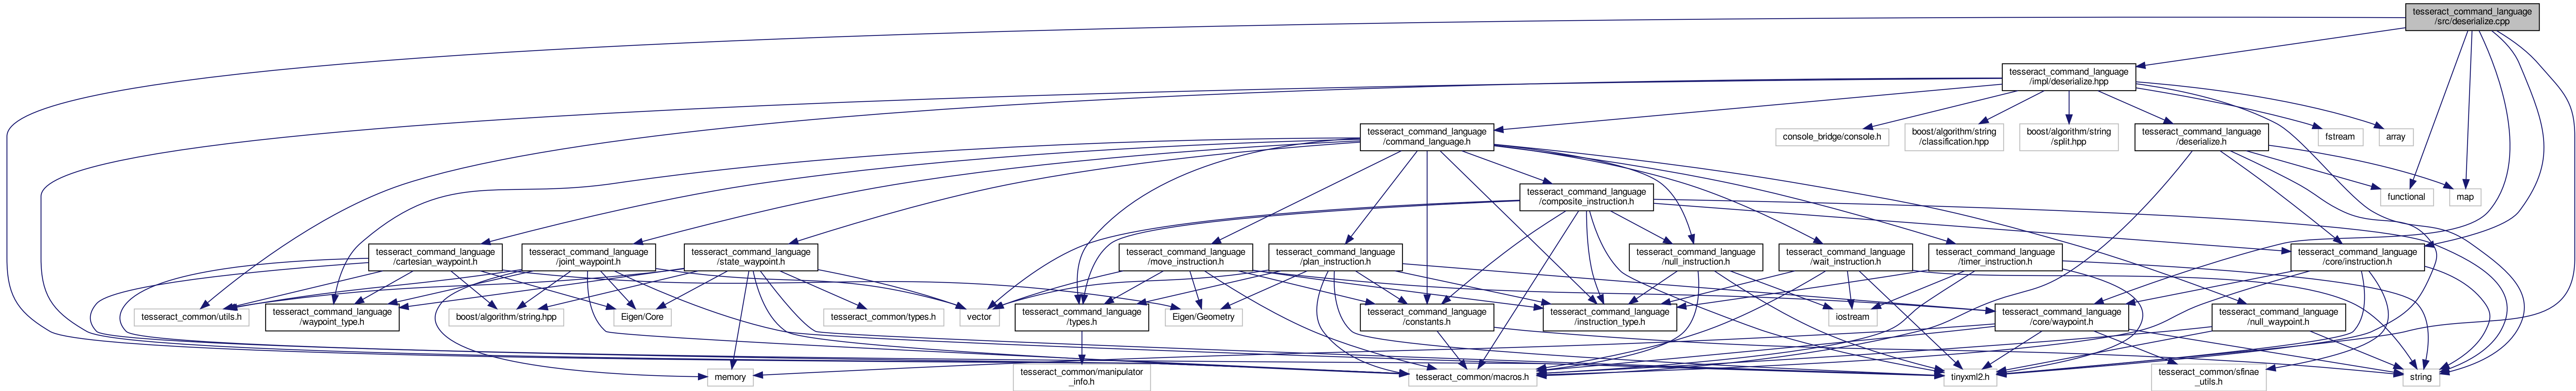 tesseract_command_language
/src/deserialize.cpp
tesseract_command_language
/impl/deserialize.hpp
tesseract_command_language
/command_language.h
console_bridge/console.h
boost/algorithm/string
/classification.hpp
boost/algorithm/string
/split.hpp
tesseract_command_language
/deserialize.h
fstream
array
tesseract_command_language
/composite_instruction.h
functional
map
tesseract_command_language
/cartesian_waypoint.h
tesseract_command_language
/joint_waypoint.h
tesseract_command_language
/state_waypoint.h
tesseract_command_language
/move_instruction.h
tesseract_command_language
/plan_instruction.h
tesseract_command_language
/null_instruction.h
tesseract_command_language
/wait_instruction.h
tesseract_command_language
/timer_instruction.h
tesseract_command_language
/core/instruction.h
tesseract_common/utils.h
tesseract_command_language
/waypoint_type.h
boost/algorithm/string.hpp
Eigen/Core
tesseract_common/types.h
vector
tesseract_command_language
/types.h
Eigen/Geometry
tesseract_command_language
/constants.h
tesseract_command_language
/instruction_type.h
iostream
tesseract_command_language
/core/waypoint.h
tesseract_command_language
/null_waypoint.h
memory
tesseract_common/manipulator
_info.h
tesseract_common/macros.h
tinyxml2.h
tesseract_common/sfinae
_utils.h
string